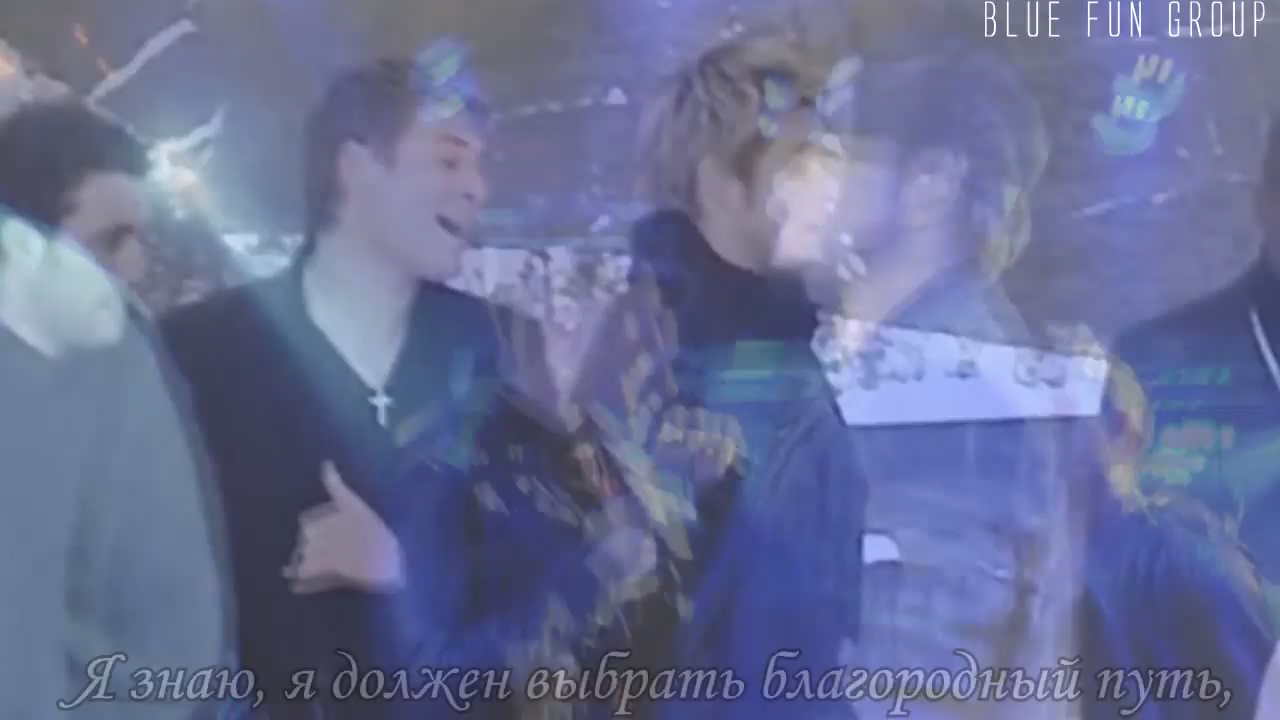 BLUE FUN GROUP
Я знаю, я должен выбрать благородный путь,